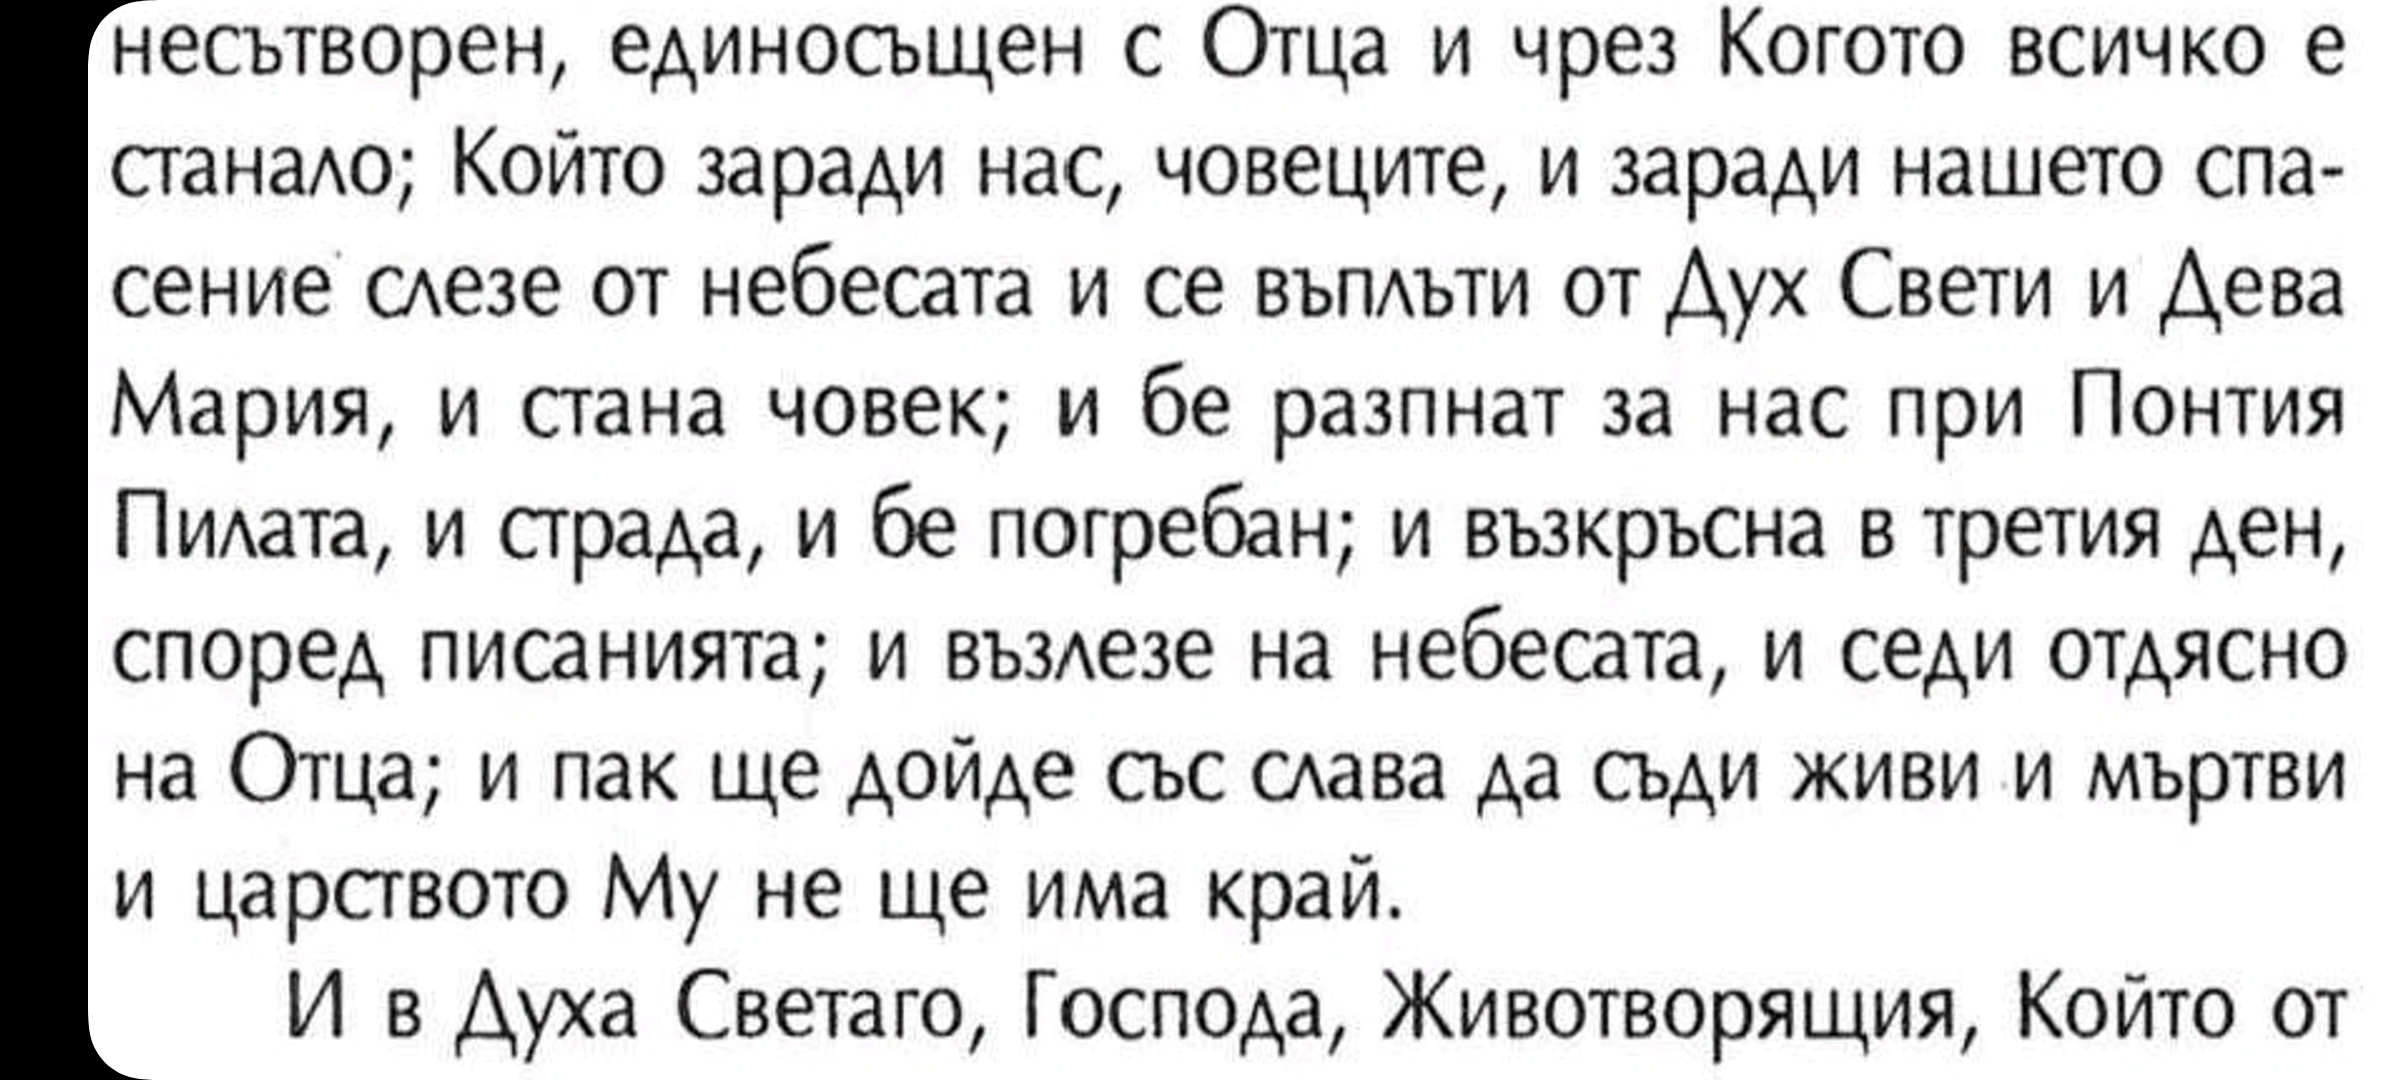 несътворен, единосъщен с Отца и чрез Когото всичко е
станало; Който заради нас, човеците, и заради нашето спа-
сение слезе от небесата и се въплъти от Дух Свети и Дева
Мария, и стана човек; и бе разпнат за нас при Понтия
Пилата, и страда, и бе погребан; и възкръсна в третия ден,
според писанията; и възлезе на небесата, и седи отдясно
на Отца; и пак ще дойде със слава да съди живи и мъртви
и царството Му не ще има край.
И в Духа Светаго, Господа, Животворящия, Който от